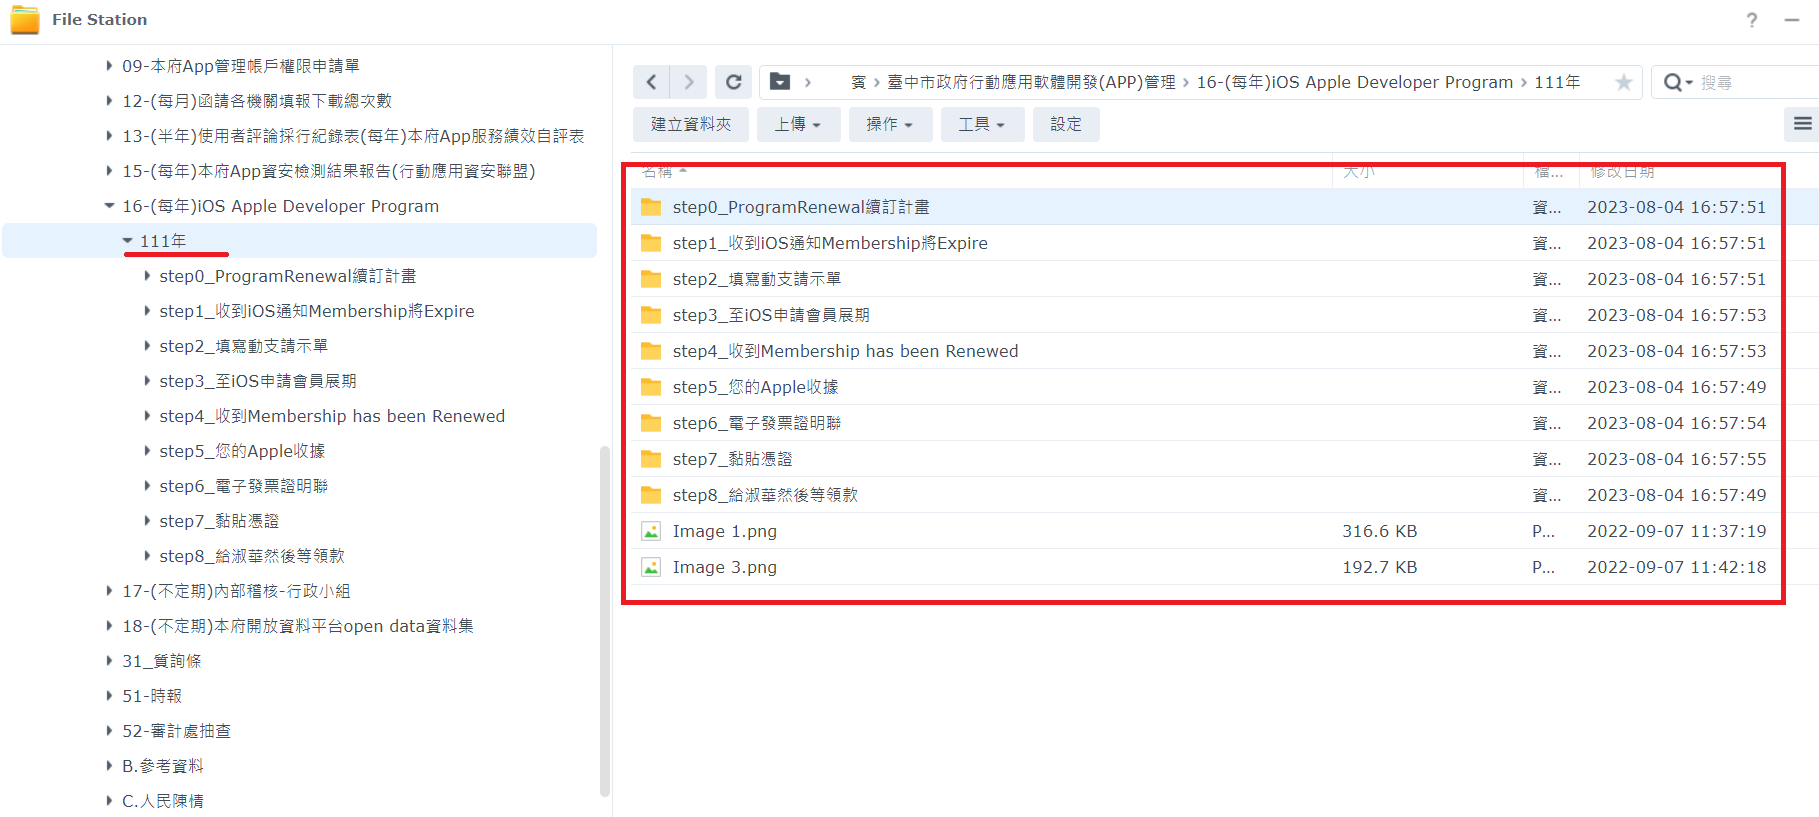 File Station
09-本府App管理帳戶權限申請單
12-(每月)函請各機關填報下載總次數
13-(半年)使用者評論採行紀錄表(每年)本府App服務績效自評表
15-(每年)本府App資安檢測結果報告(行動應用資安聯盟)
16-(每年)iOS Apple Developer Program
111年
step0_ProgramRenewal續訂計畫
step1_收到iOS通知Membership將Expire
step2_填寫動支請示單
step3_至iOS申請會員展期
step4_收到Membership has been Renewed
step5_您的Apple收據
step6_電子發票證明聯
step7_黏貼憑證
step8_給淑華然後等領款
17-(不定期)內部稽核-行政小組
18-(不定期)本府開放資料平台open data資料集
31_質詢條
51-時報
52-審計處抽查
B.參考資料
C.人民陳情
賓 › 臺中市政府行動應用軟體開發(APP)管理 › 16-(每年)iOS Apple Developer Program › 111年
搜尋
建立資料夾 上傳 操作 工具 設定
名稱 大小 檔... 修改日期
step0_ProgramRenewal續訂計畫 資... 2023-08-04 16:57:51
step1_收到iOS通知Membership將Expire 資... 2023-08-04 16:57:51
step2_填寫動支請示單 資... 2023-08-04 16:57:51
step3_至iOS申請會員展期 資... 2023-08-04 16:57:53
step4_收到Membership has been Renewed 資... 2023-08-04 16:57:53
step5_您的Apple收據 資... 2023-08-04 16:57:49
step6_電子發票證明聯 資... 2023-08-04 16:57:54
step7_黏貼憑證 資... 2023-08-04 16:57:55
step8_給淑華然後等領款 資... 2023-08-04 16:57:49
Image 1.png 316.6 KB P... 2022-09-07 11:37:19
Image 3.png 192.7 KB P... 2022-09-07 11:42:18